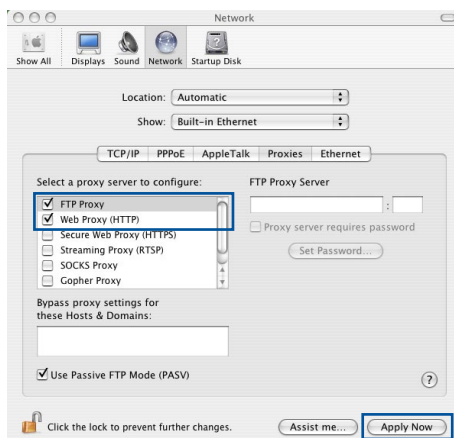 Network
Show All
Displays
Sound
Network
Startup Disk
Location: Automatic
Show: Built-in Ethernet
TCP/IP
PPPoE
AppleTalk
Proxies
Ethernet
Select a proxy server to configure:
FTP Proxy
Web Proxy (HTTP)
Secure Web Proxy (HTTPS)
Streaming Proxy (RTSP)
SOCKS Proxy
Gopher Proxy
FTP Proxy Server
:
Proxy server requires password
Set Password...
Bypass proxy settings for
these Hosts & Domains:
Use Passive FTP Mode (PASV)
?
Click the lock to prevent further changes.
Assist me...
Apply Now